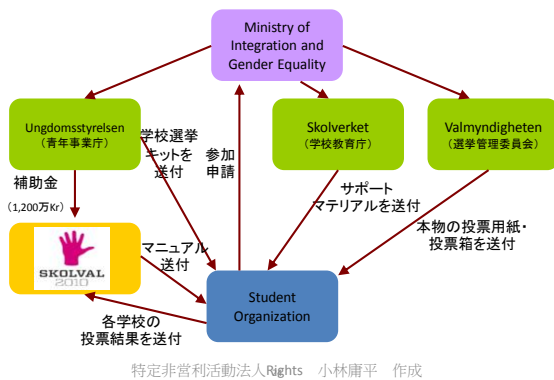 Ministry of
Integration and
Gender Equality
Ungdomsstyrelsen
（青年事業庁）
学校選挙
キットを
送付
参加
申請
Skolverket
（学校教育庁）
Valmyndigheten
（選挙管理委員会）
補助金
（1,200万Kr）
サポート
マテリアルを送付
本物の投票用紙・
投票箱を送付
SKOLVAL
2010
マニュアル
送付
Student
Organization
各学校の
投票結果を送付
特定非営利活動法人Rights　小林庸平　作成